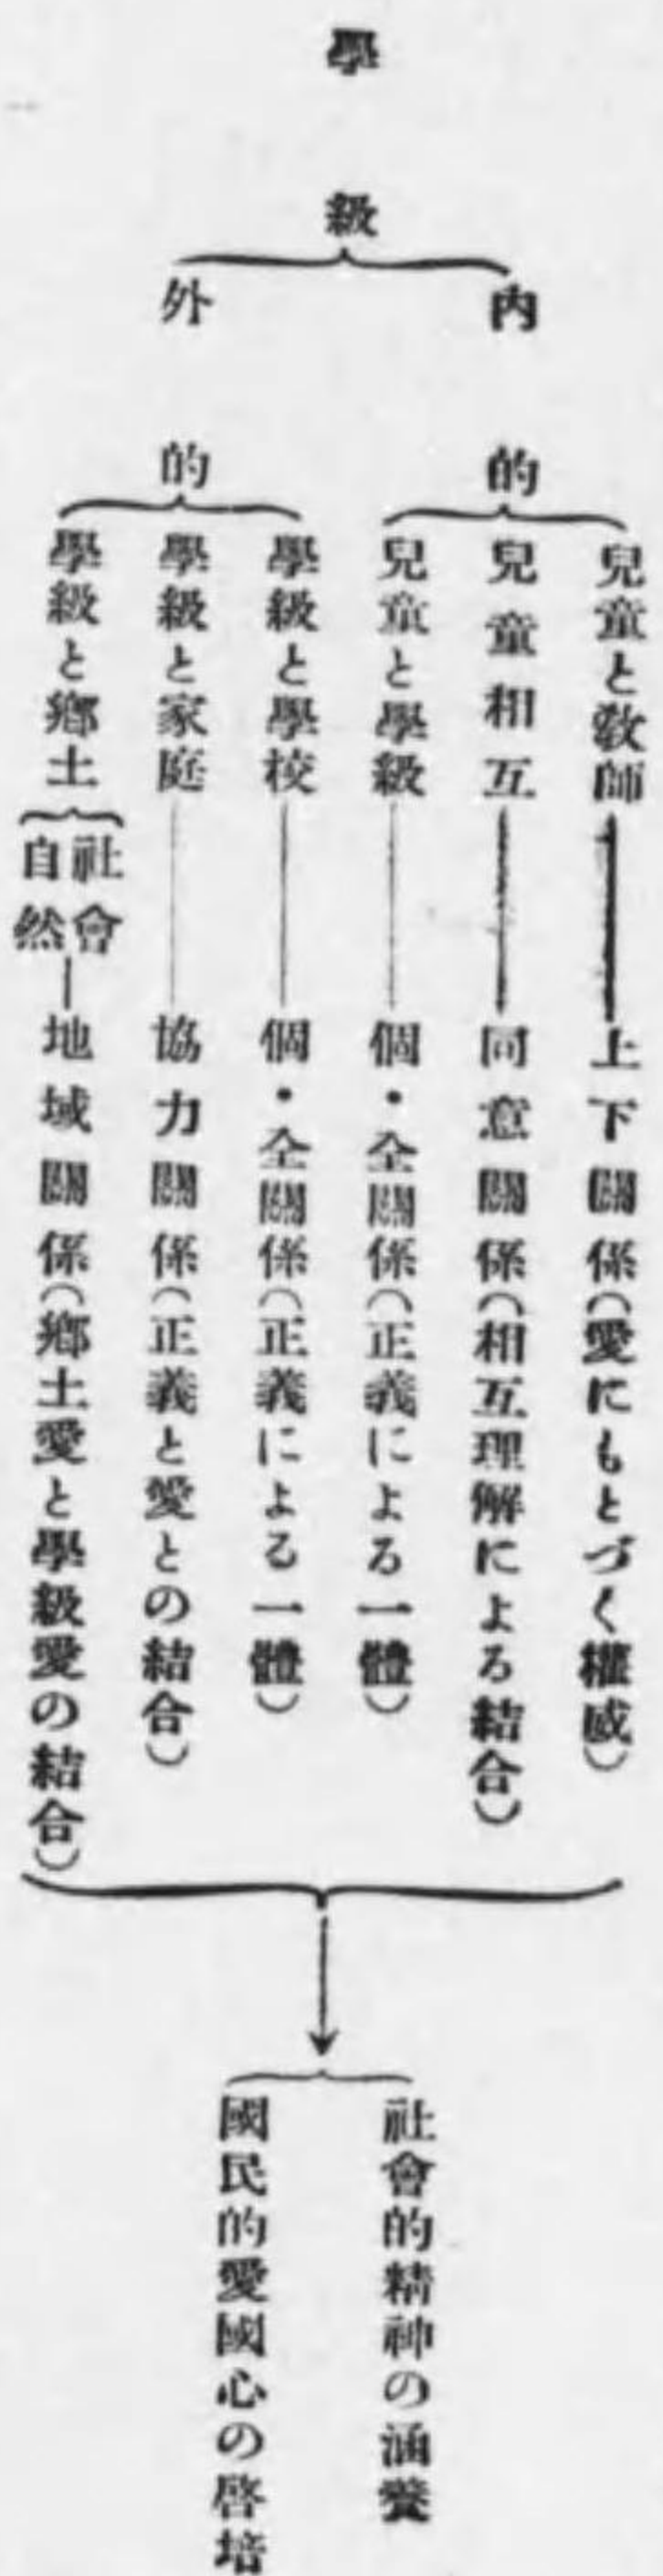 學級
內的
兒童と敎師
上下關係(愛にもとづく權威)
兒童相互
同意關係(相互理解による結合)
兒童と學級
個・全關係(正義による一體)
外的
學級と學校
個・全關係(正義による一體)
學級と家庭
協力關係(正義と愛との結合)
學級と鄕土
社會
自然
地域關係(鄕土愛と學級愛の結合)
社會的精神の涵養
國民的愛國心の啓培